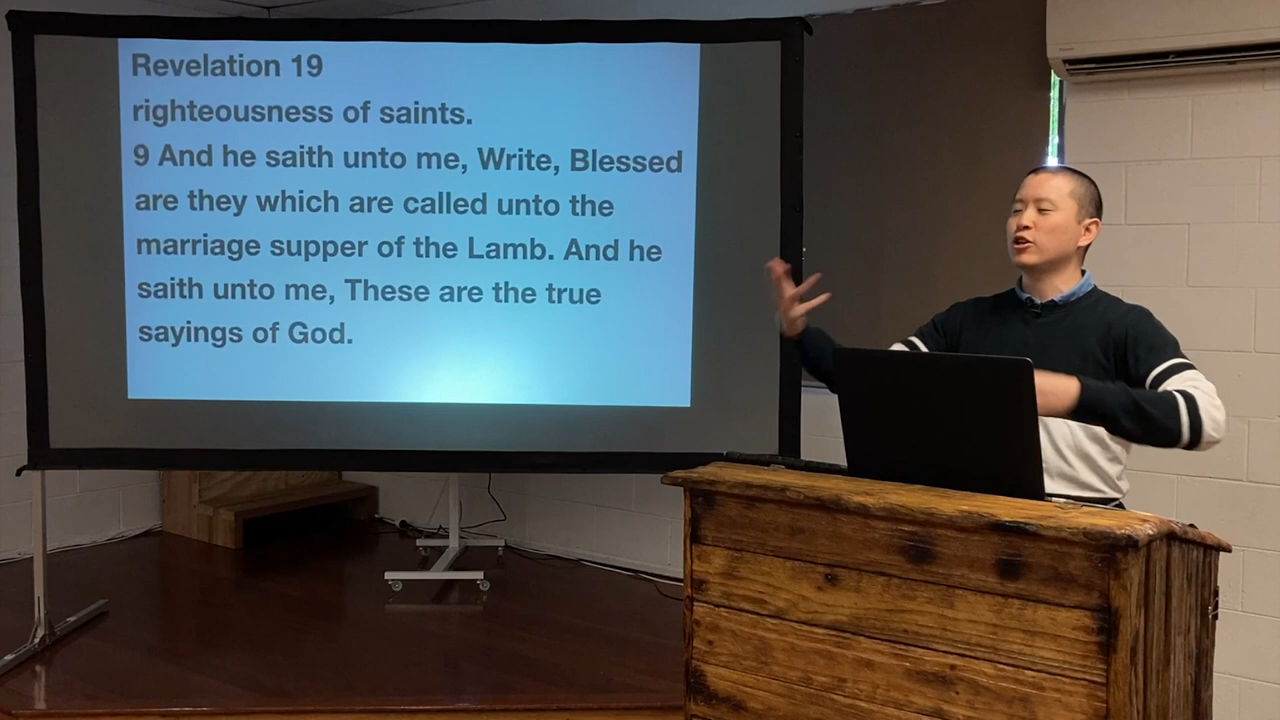 Revelation 19
righteousness of saints.
9 And he saith unto me, Write, Blessed
are they which are called unto the
marriage supper of the Lamb. And he
saith unto me, These are the true
sayings of God.